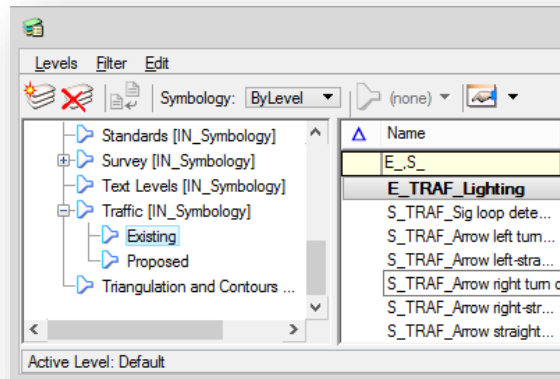 Levels Filter Edit
Symbology: ByLevel (none)
Standards [IN_Symbology]
Survey [IN_Symbology]
Text Levels [IN_Symbology]
Traffic [IN_Symbology]
Existing
Proposed
Triangulation and Contours ...
Name
E_,S_
E_TRAF_Lighting
S_TRAF_Sig loop dete...
S_TRAF_Arrow left turn...
S_TRAF_Arrow left-stra...
S_TRAF_Arrow right turn
S_TRAF_Arrow right-str...
S_TRAF_Arrow straight...
Active Level: Default